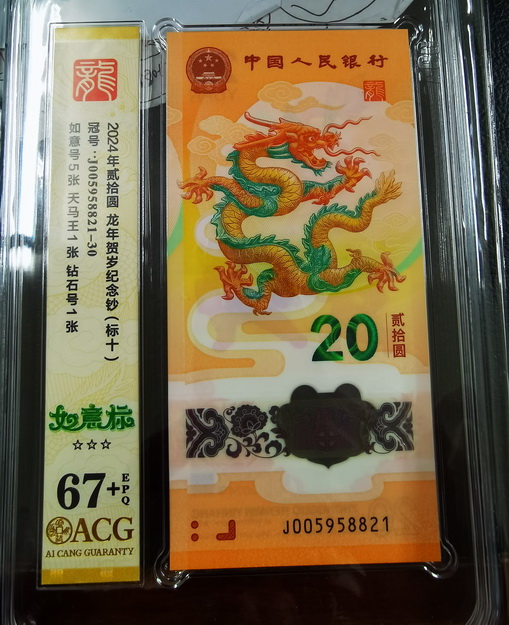 龍
2024年贰拾圆 龙年贺岁纪念钞（标十）
冠号：J005958821-30
如意号5张 天马王1张 钻石号1张
如意标
☆☆☆
67+EPQ
ACG
AI CANG GUARANTY
中国人民银行
龍
20
贰拾圆
J005958821